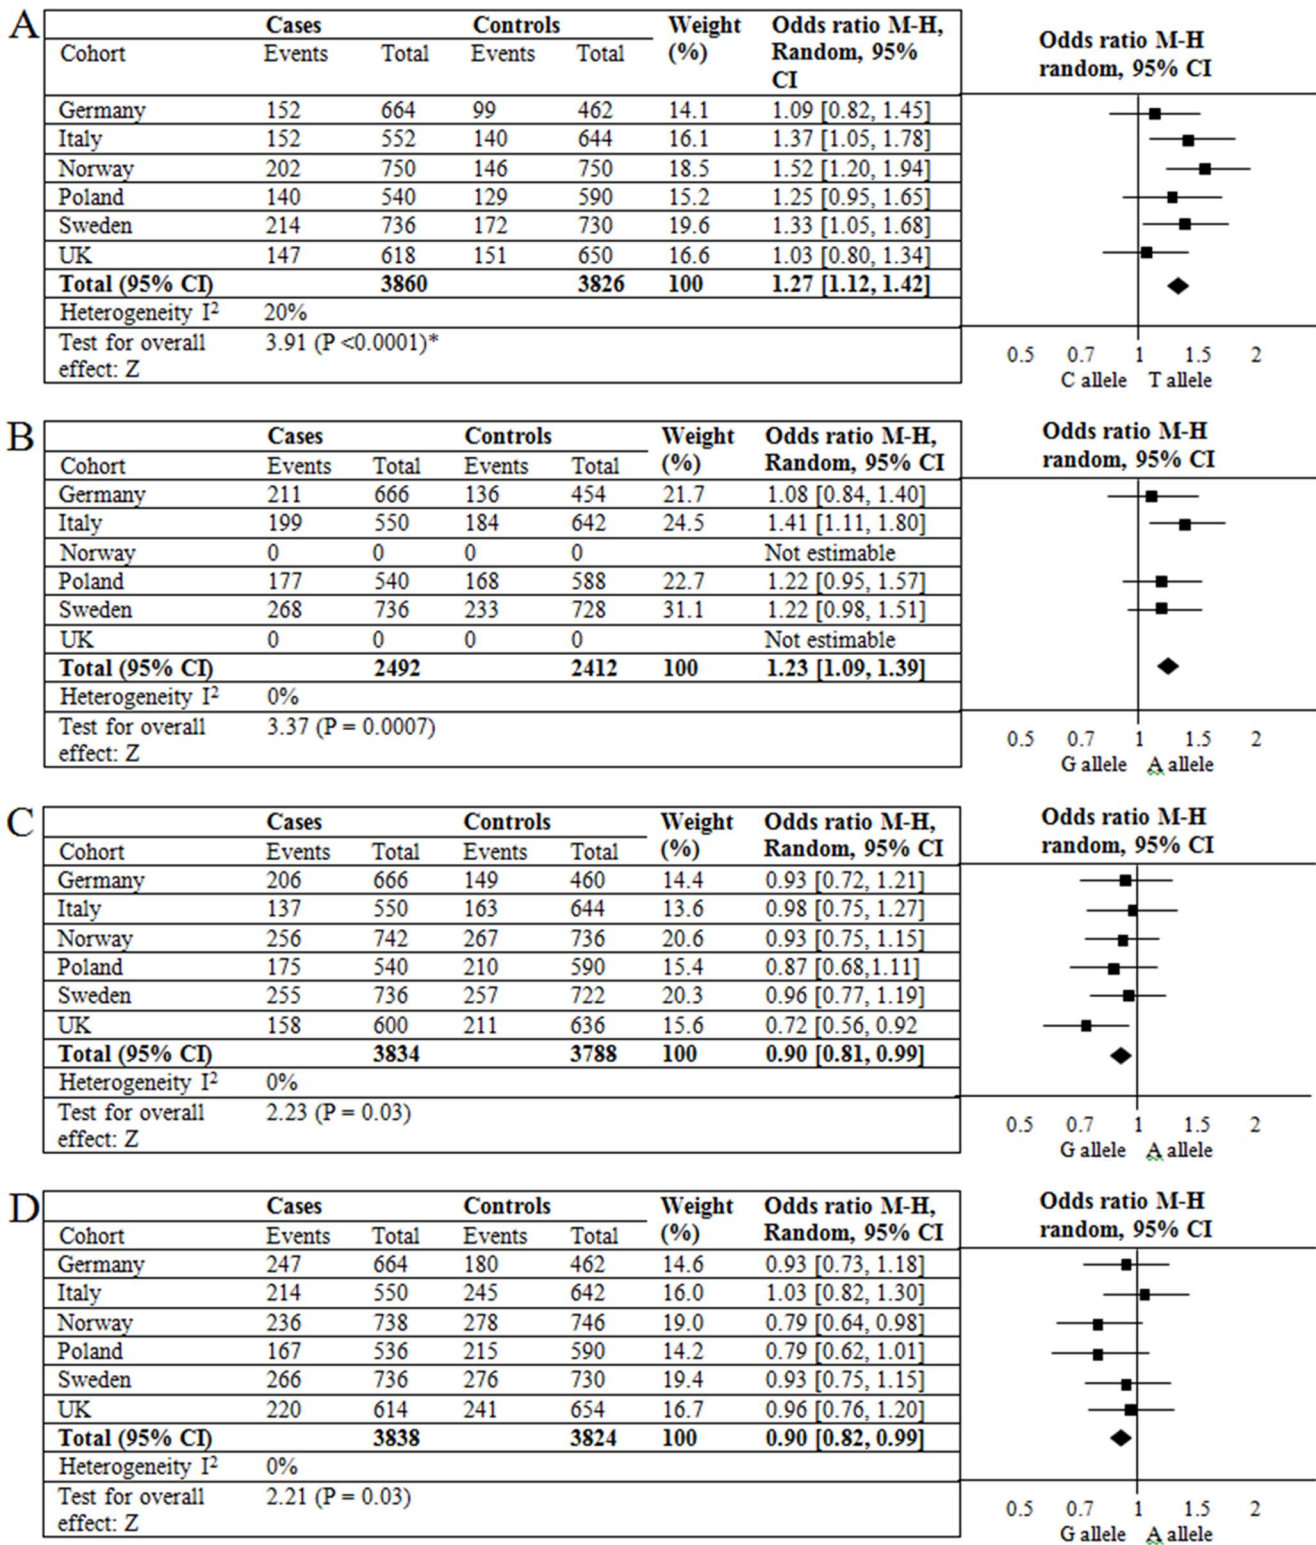 A
Cases Controls Weight Odds ratio M-H,
Cohort Events Total Events Total (%) Random, 95%
CI
Odds ratio M-H
random, 95% CI
Germany 152 664 99 462 14.1 1.09 [0.82, 1.45]
Italy 152 552 140 644 16.1 1.37 [1.05, 1.78]
Norway 202 750 146 750 18.5 1.52 [1.20, 1.94]
Poland 140 540 129 590 15.2 1.25 [0.95, 1.65]
Sweden 214 736 172 730 19.6 1.33 [1.05, 1.68]
UK 147 618 151 650 16.6 1.03 [0.80, 1.34]
Total (95% CI) 3860 3826 100 1.27 [1.12, 1.42]
Heterogeneity I² 20%
Test for overall 3.91 (P <0.0001)*
effect: Z
0.5 0.7 1 1.5 2
C allele T allele
B
Cases Controls Weight Odds ratio M-H,
Cohort Events Total Events Total (%) Random, 95% CI
Odds ratio M-H
random, 95% CI
Germany 211 666 136 454 21.7 1.08 [0.84, 1.40]
Italy 199 550 184 642 24.5 1.41 [1.11, 1.80]
Norway 0 0 0 0 Not estimable
Poland 177 540 168 588 22.7 1.22 [0.95, 1.57]
Sweden 268 736 233 728 31.1 1.22 [0.98, 1.51]
UK 0 0 0 0 Not estimable
Total (95% CI) 2492 2412 100 1.23 [1.09, 1.39]
Heterogeneity I² 0%
Test for overall 3.37 (P = 0.0007)
effect: Z
0.5 0.7 1 1.5 2
G allele A allele
C
Cases Controls Weight Odds ratio M-H,
Cohort Events Total Events Total (%) Random, 95% CI
Odds ratio M-H
random, 95% CI
Germany 206 666 149 460 14.4 0.93 [0.72, 1.21]
Italy 137 550 163 644 13.6 0.98 [0.75, 1.27]
Norway 256 742 267 736 20.6 0.93 [0.75, 1.15]
Poland 175 540 210 590 15.4 0.87 [0.68,1.11]
Sweden 255 736 257 722 20.3 0.96 [0.77, 1.19]
UK 158 600 211 636 15.6 0.72 [0.56, 0.92
Total (95% CI) 3834 3788 100 0.90 [0.81, 0.99]
Heterogeneity I² 0%
Test for overall 2.23 (P = 0.03)
effect: Z
0.5 0.7 1 1.5 2
G allele A allele
D
Cases Controls Weight Odds ratio M-H,
Cohort Events Total Events Total (%) Random, 95% CI
Odds ratio M-H
random, 95% CI
Germany 247 664 180 462 14.6 0.93 [0.73, 1.18]
Italy 214 550 245 642 16.0 1.03 [0.82, 1.30]
Norway 236 738 278 746 19.0 0.79 [0.64, 0.98]
Poland 167 536 215 590 14.2 0.79 [0.62, 1.01]
Sweden 266 736 276 730 19.4 0.93 [0.75, 1.15]
UK 220 614 241 654 16.7 0.96 [0.76, 1.20]
Total (95% CI) 3838 3824 100 0.90 [0.82, 0.99]
Heterogeneity I² 0%
Test for overall 2.21 (P = 0.03)
effect: Z
0.5 0.7 1 1.5 2
G allele A allele